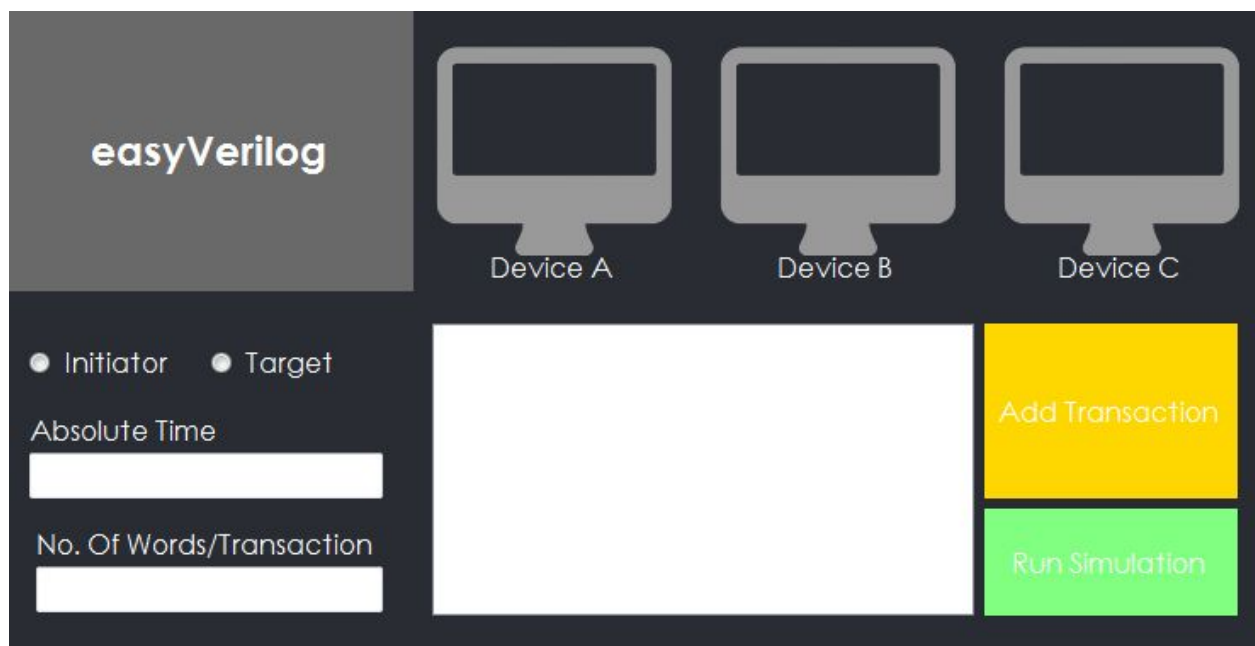 easyVerilog
Device A
Device B
Device C
Initiator
Target
Absolute Time
No. Of Words/Transaction
Add Transaction
Run Simulation